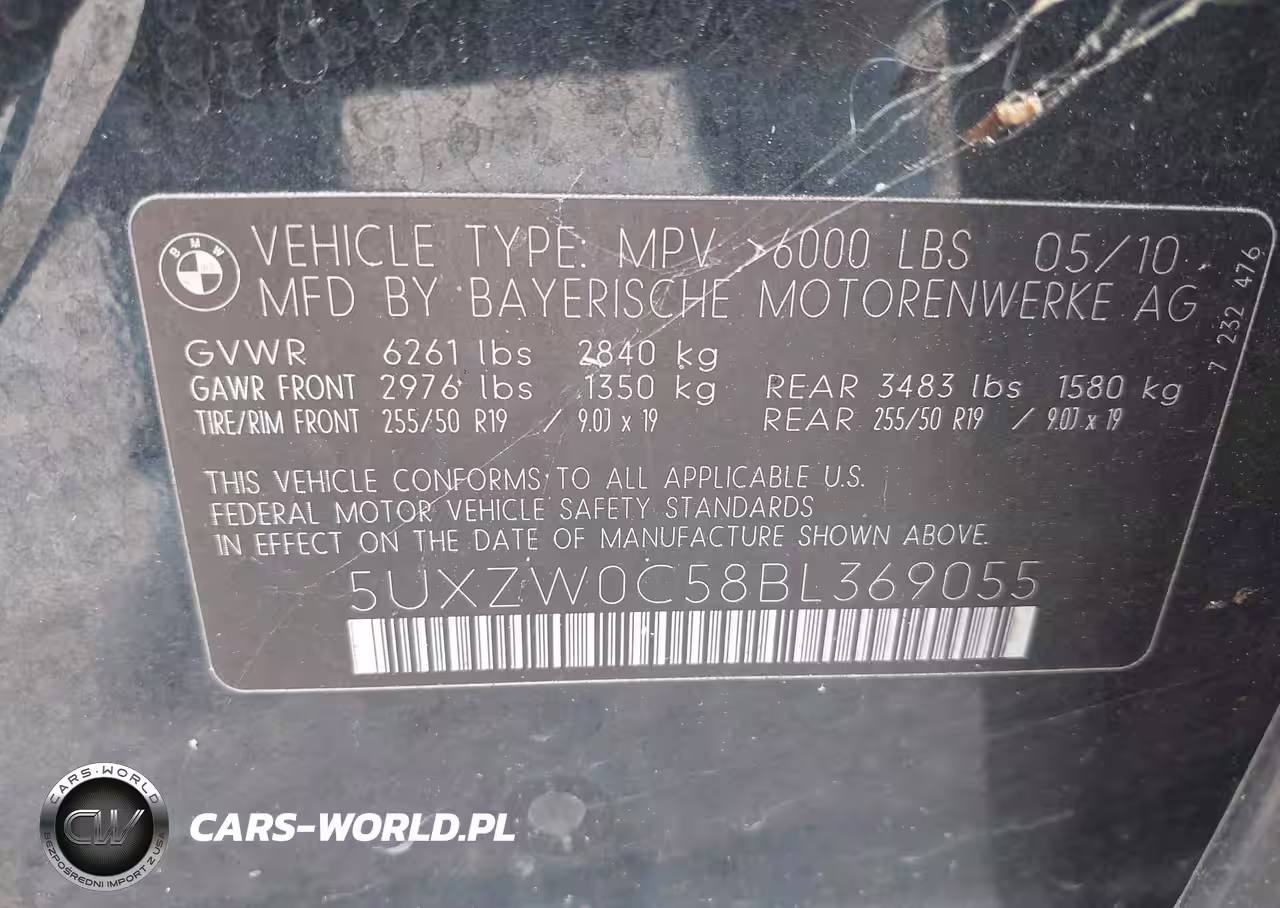 BMW
VEHICLE TYPE: MPV >6000 LBS 05/10
MFD BY BAYERISCHE MOTORENWERKE AG
7 232 476
GVWR 6261 lbs 2840 kg
GAWR FRONT 2976 lbs 1350 kg REAR 3483 lbs 1580 kg
TIRE/RIM FRONT 255/50 R19 / 9.0J x 19 REAR 255/50 R19 / 9.0J x 19
THIS VEHICLE CONFORMS TO ALL APPLICABLE U.S.
FEDERAL MOTOR VEHICLE SAFETY STANDARDS
IN EFFECT ON THE DATE OF MANUFACTURE SHOWN ABOVE.
5UXZW0C58BL369055
CARS-WORLD
CW
BEZPOŚREDNI IMPORT Z USA
CARS-WORLD.PL